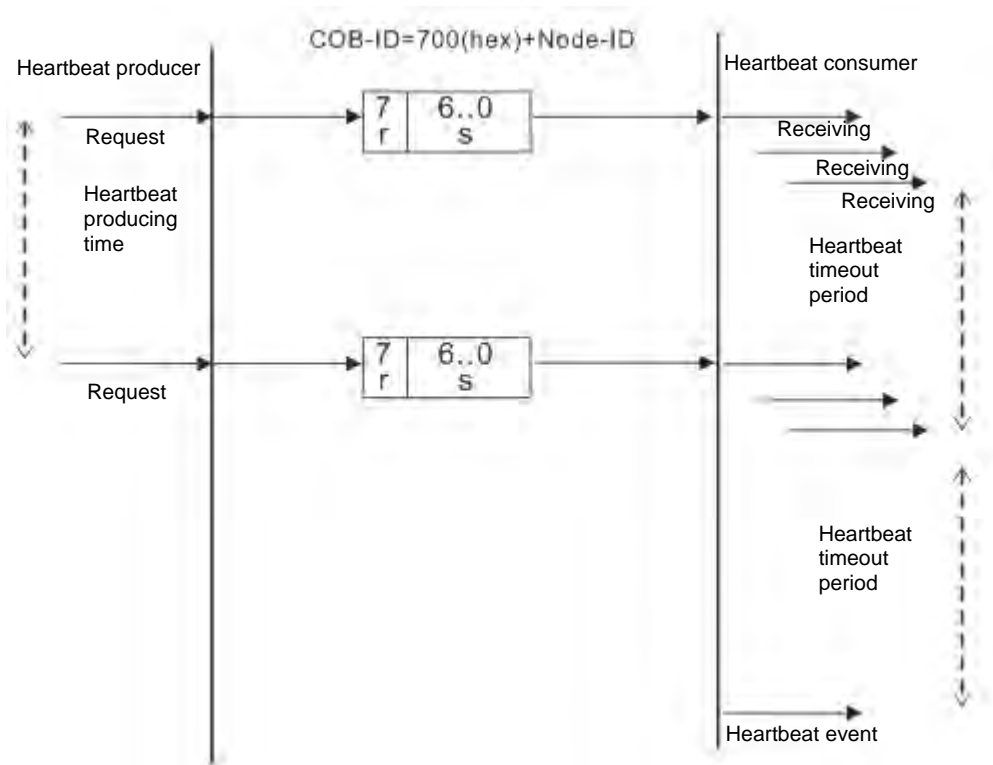 COB-ID=700(hex)+Node-ID
Heartbeat producer
Heartbeat consumer
7
6..0
r
s
Request
Receiving
Receiving
Receiving
Heartbeat
producing
time
Heartbeat
timeout
period
7
6..0
r
s
Request
Heartbeat
timeout
period
Heartbeat event